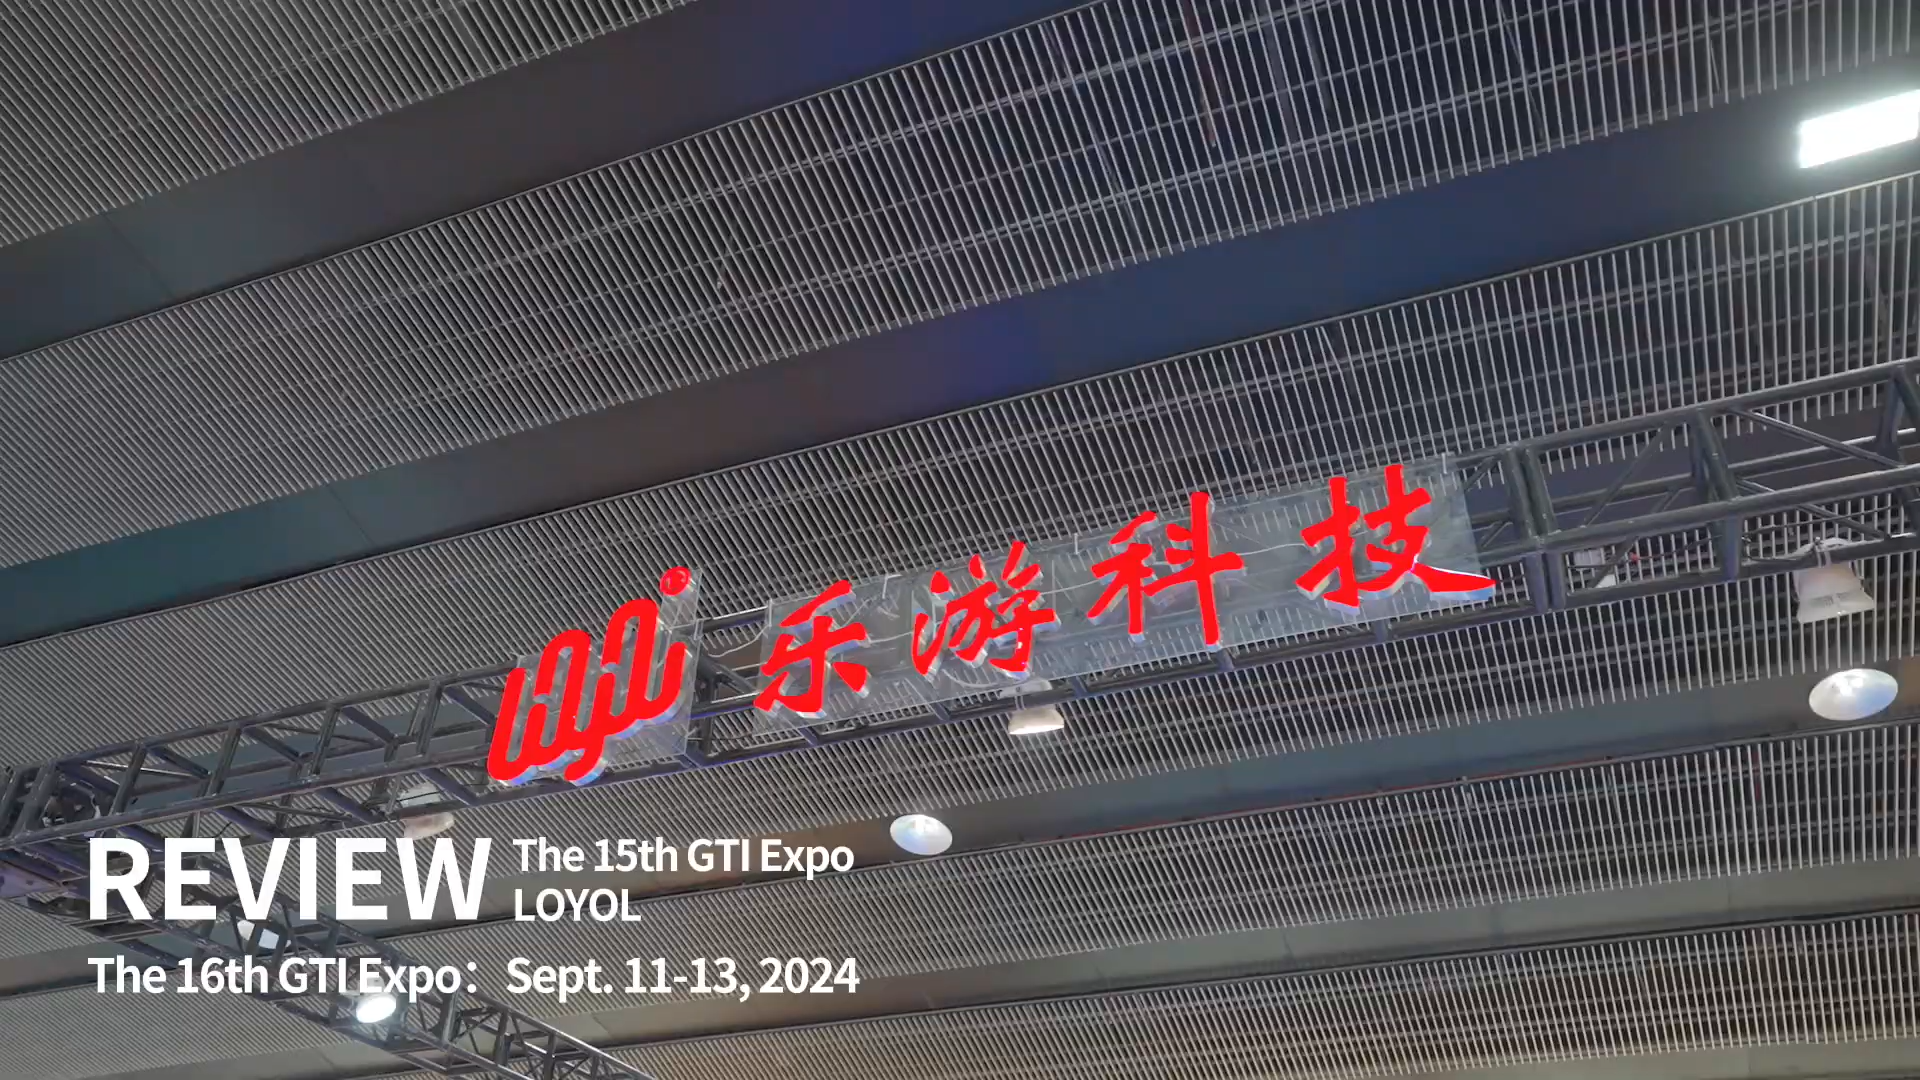 乐游科技
REVIEW The 15th GTI Expo
LOYOL
The 16th GTI Expo：Sept. 11-13, 2024